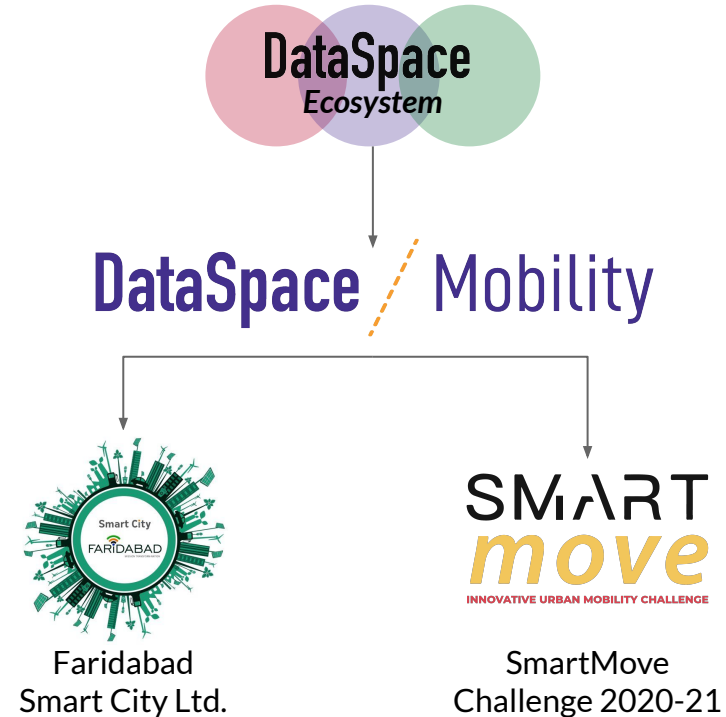 DataSpace
Ecosystem
DataSpace / Mobility
Smart City
FARIDABAD
SMART
move
INNOVATIVE URBAN MOBILITY CHALLENGE
Faridabad
Smart City Ltd.
SmartMove
Challenge 2020-21